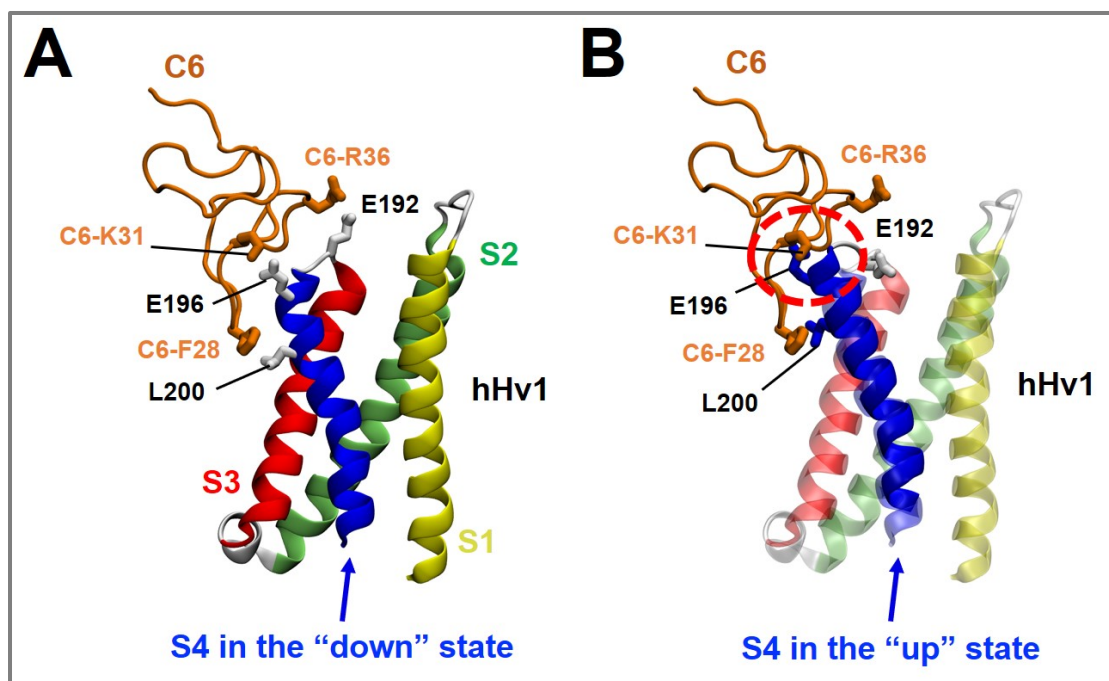 A
C6
C6-R36
E192
C6-K31
S2
E196
C6-F28
L200
hHv1
S3
S1
S4 in the “down” state
B
C6
C6-R36
E192
C6-K31
E196
C6-F28
L200
hHv1
S4 in the “up” state